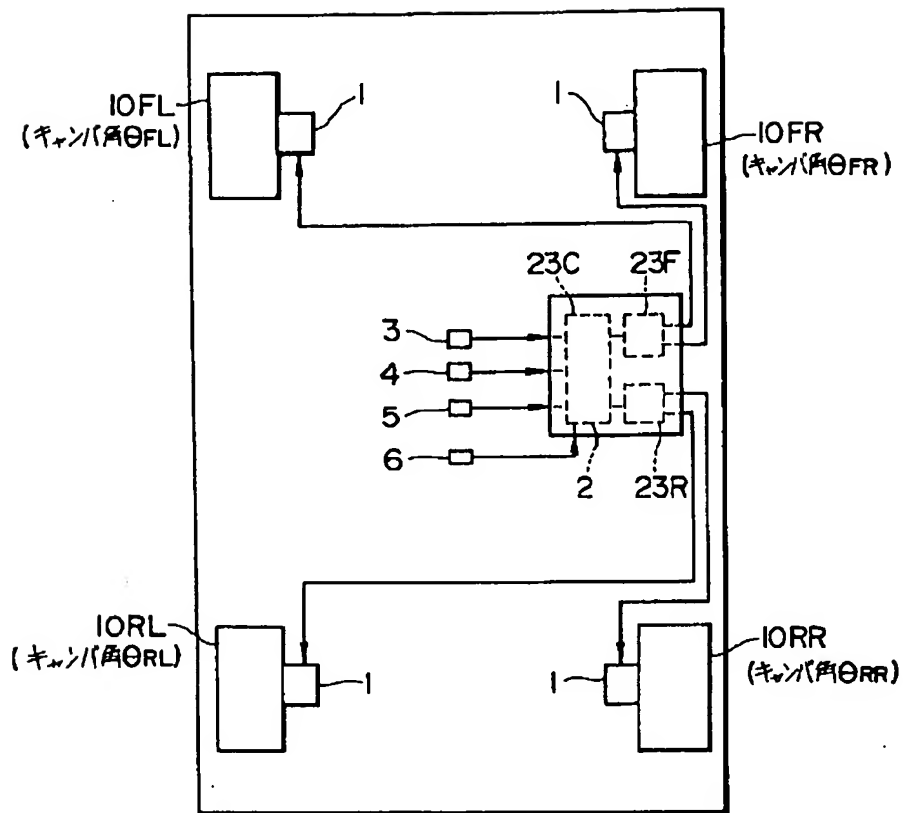 10FL
(キャンバ角θFL)
1
1
10FR
(キャンバ角θFR)
23C
23F
3
4
5
6
2
23R
10RL
(キャンバ角θRL)
1
1
10RR
(キャンバ角θRR)